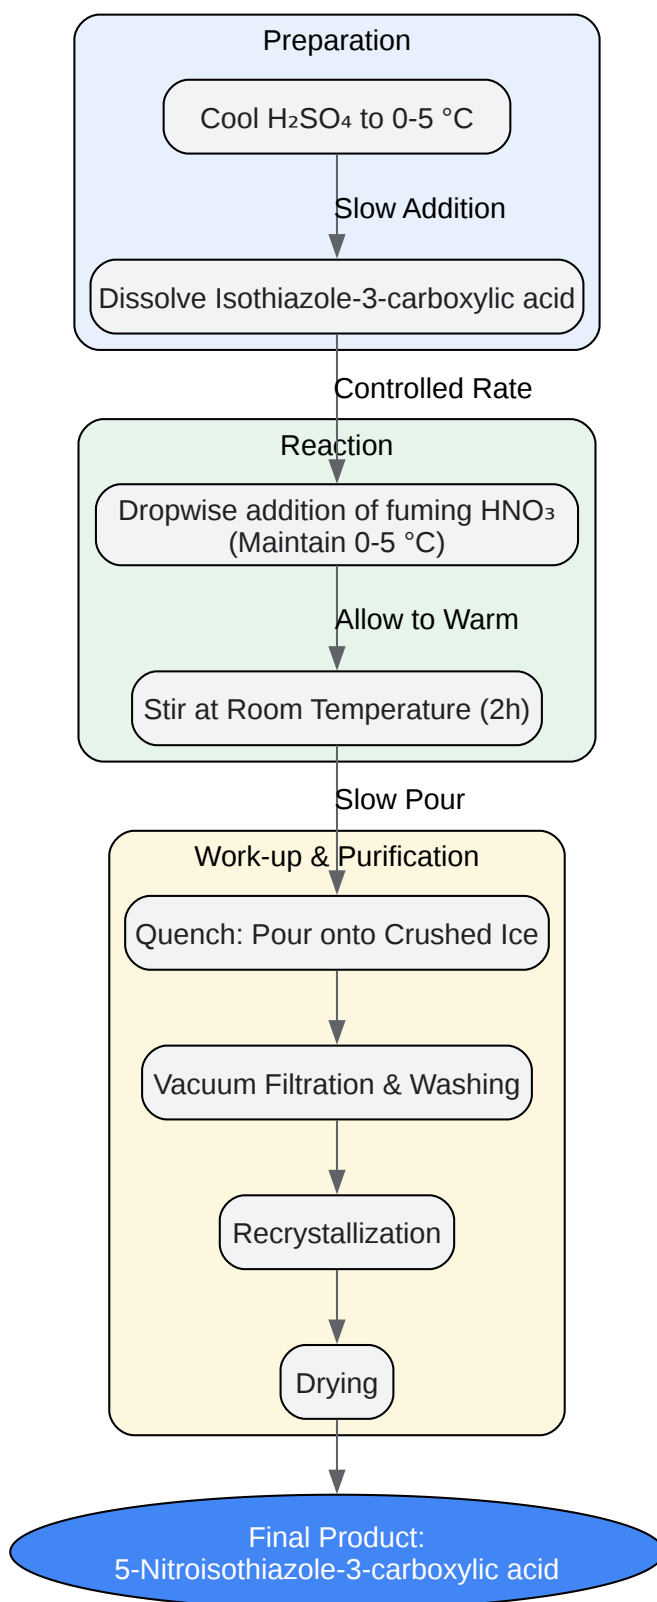 Preparation
Cool H₂SO₄ to 0-5 °C
Slow Addition
Dissolve Isothiazole-3-carboxylic acid
Controlled Rate
Reaction
Dropwise addition of fuming HNO₃
(Maintain 0-5 °C)
Allow to Warm
Stir at Room Temperature (2h)
Slow Pour
Work-up & Purification
Quench: Pour onto Crushed Ice
Vacuum Filtration & Washing
Recrystallization
Drying
Final Product:
5-Nitroisothiazole-3-carboxylic acid